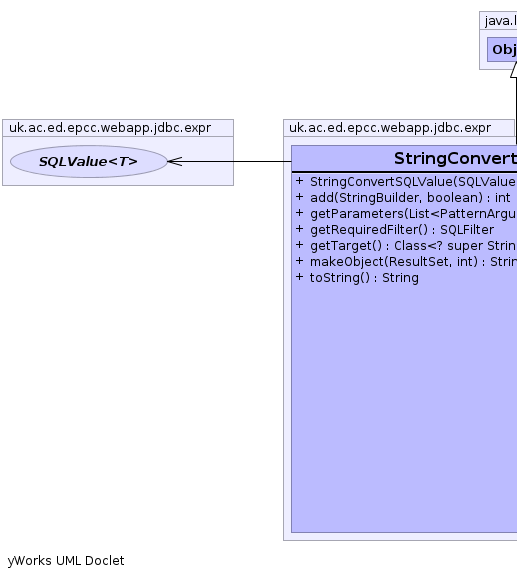 java.l
Obj
uk.ac.ed.epcc.webapp.jdbc.expr
uk.ac.ed.epcc.webapp.jdbc.expr
SQLValue<T>
StringConvert
+ StringConvertSQLValue(SQLValue
+ add(StringBuilder, boolean) : int
+ getParameters(List<PatternArgu
+ getRequiredFilter() : SQLFilter
+ getTarget() : Class<? super Strin
+ makeObject(ResultSet, int) : Strin
+ toString() : String
yWorks UML Doclet